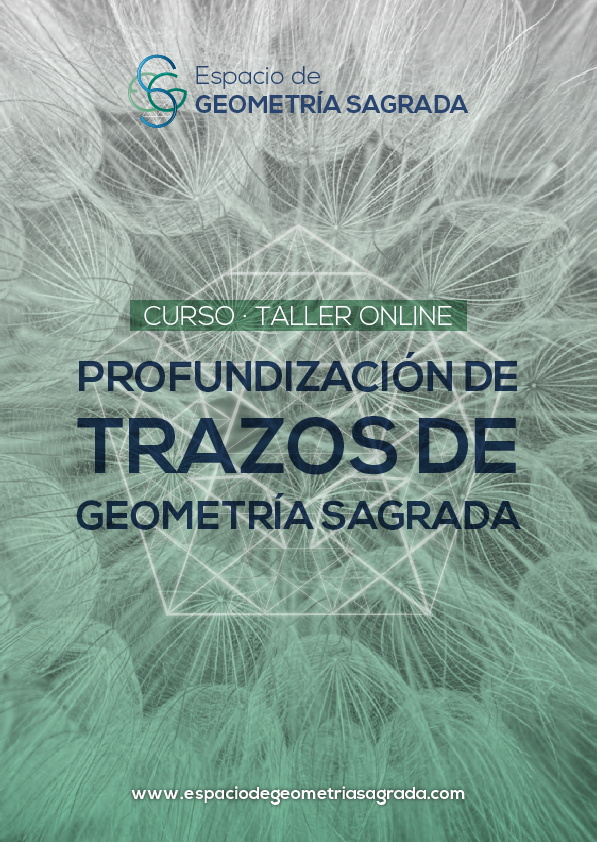 Espacio de
GEOMETRÍA SAGRADA
CURSO · TALLER ONLINE
PROFUNDIZACIÓN DE
TRAZOS DE
GEOMETRÍA SAGRADA
www.espaciodegeometriasagrada.com